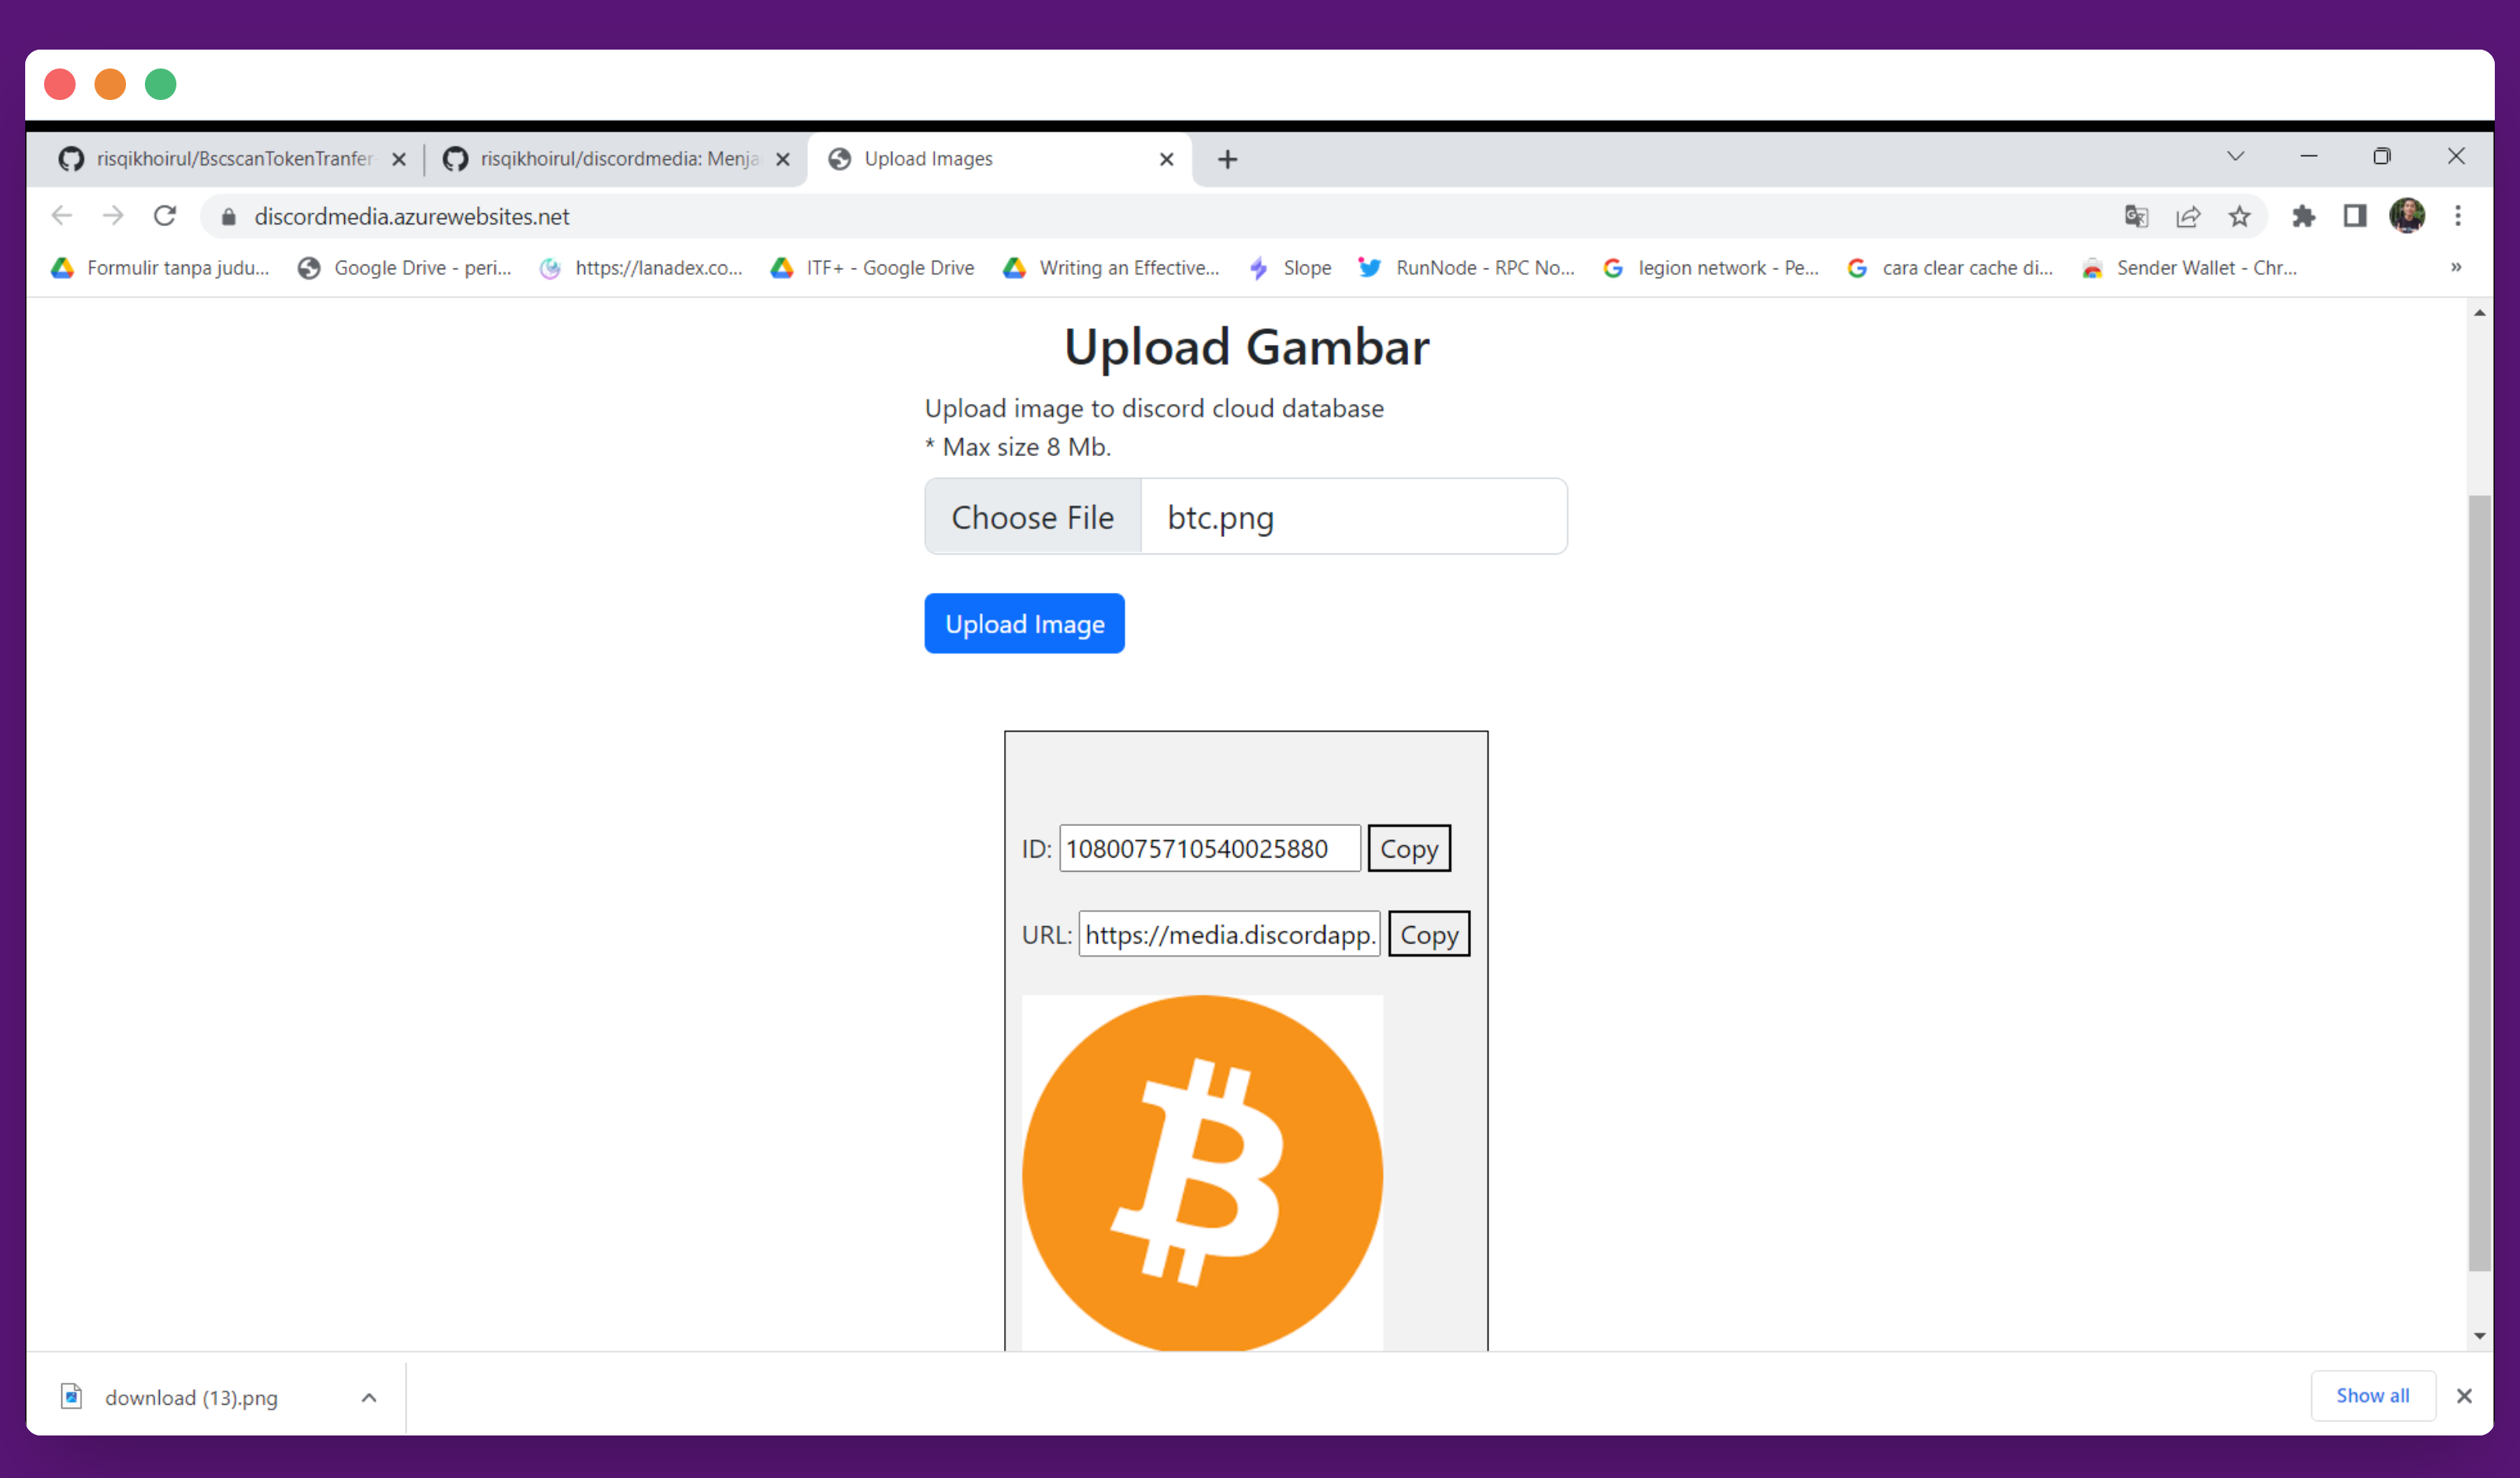 risqikhoirul/BscscanTokenTranfer-
risqikhoirul/discordmedia: Menja
Upload Images
discordmedia.azurewebsites.net
Formulir tanpa judu...
Google Drive - peri...
https://lanadex.co...
ITF+ - Google Drive
Writing an Effective...
Slope
RunNode - RPC No...
legion network - Pe...
cara clear cache di...
Sender Wallet - Chr...
»
Upload Gambar
Upload image to discord cloud database
* Max size 8 Mb.
Choose File btc.png
Upload Image
ID: 1080075710540025880 Copy
URL: https://media.discordapp. Copy
download (13).png
Show all